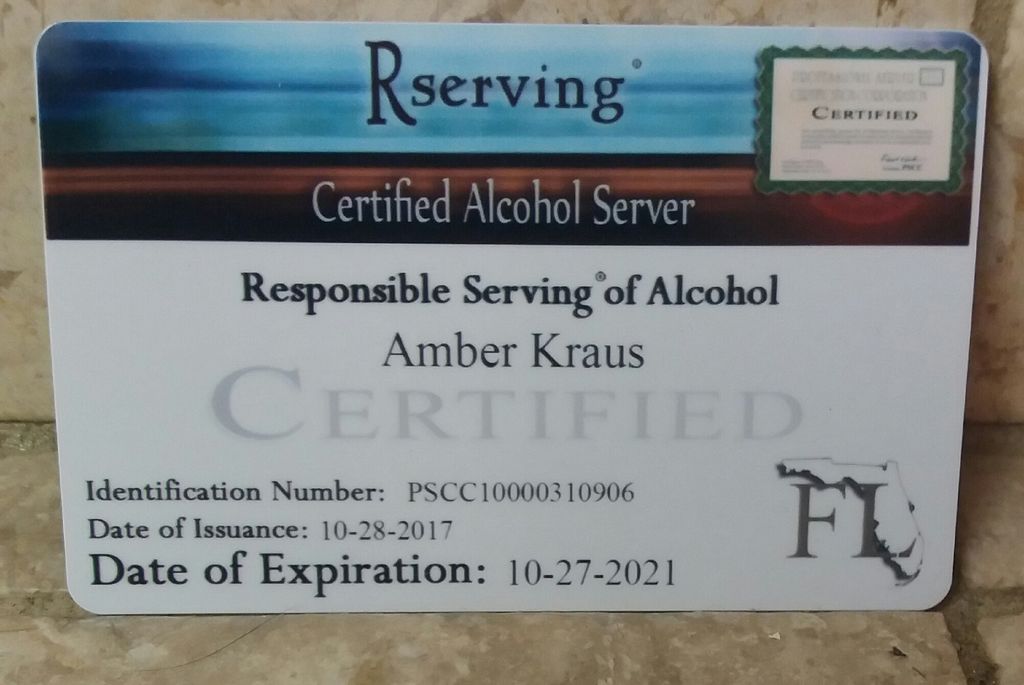 Rserving®
CERTIFIED
PSCC
Certified Alcohol Server
Responsible Serving® of Alcohol
Amber Kraus
CERTIFIED
Identification Number: PSCC10000310906
Date of Issuance: 10-28-2017
Date of Expiration: 10-27-2021
FL